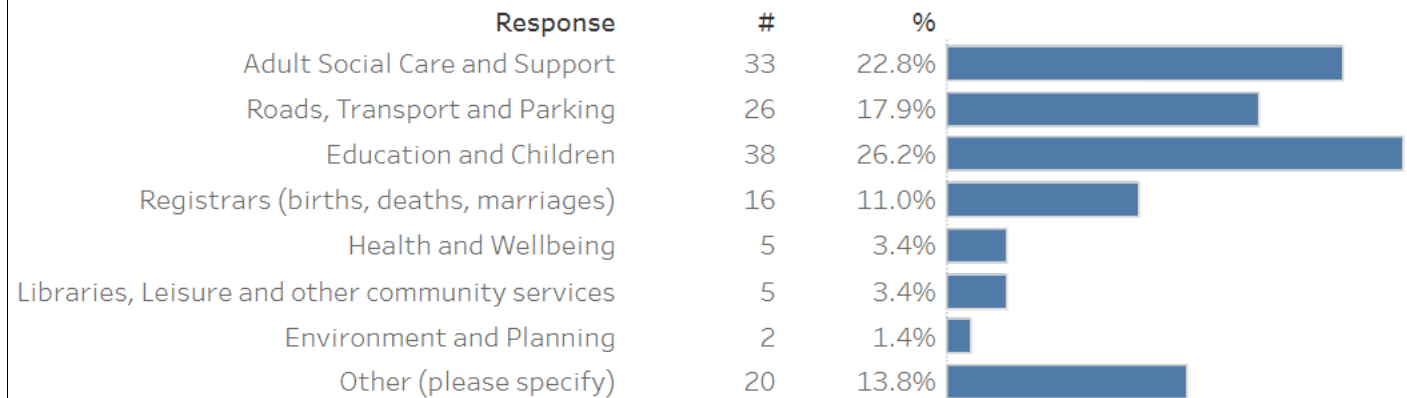 Response # %
Adult Social Care and Support 33 22.8%
Roads, Transport and Parking 26 17.9%
Education and Children 38 26.2%
Registrars (births, deaths, marriages) 16 11.0%
Health and Wellbeing 5 3.4%
Libraries, Leisure and other community services 5 3.4%
Environment and Planning 2 1.4%
Other (please specify) 20 13.8%